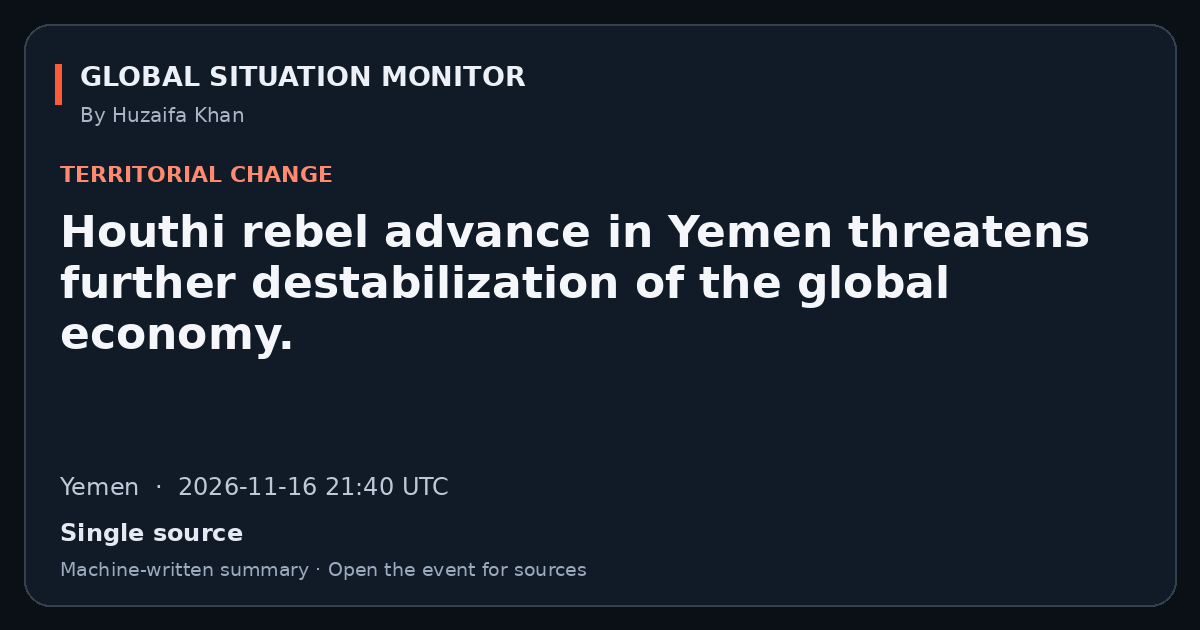 GLOBAL SITUATION MONITOR
By Huzaifa Khan
TERRITORIAL CHANGE
Houthi rebel advance in Yemen threatens
further destabilization of the global
economy.
Yemen · 2026-11-16 21:40 UTC
Single source
Machine-written summary · Open the event for sources